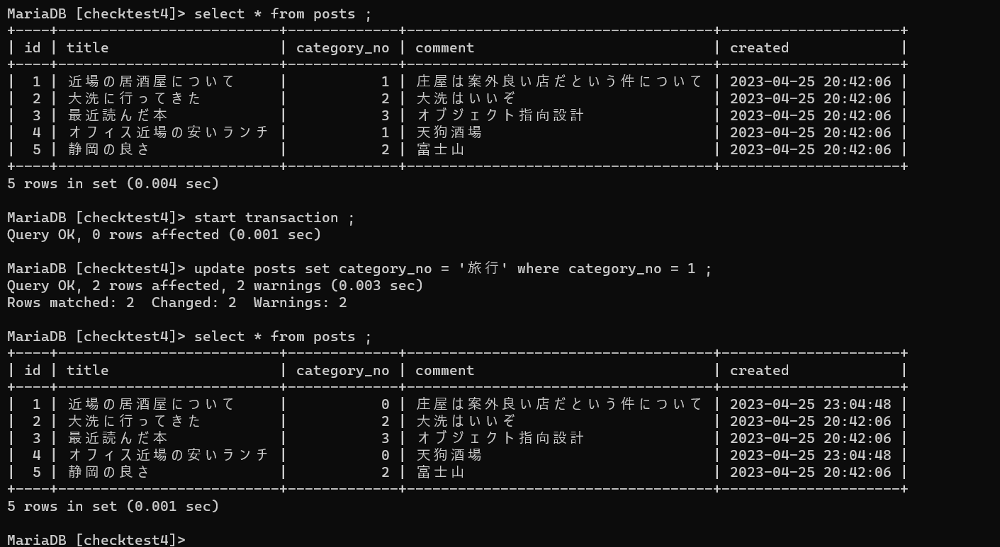 MariaDB [checktest4]> select * from posts ;
+----+--------------------------+-------------+------------------------------------+---------------------+
| id | title                    | category_no | comment                            | created             |
+----+--------------------------+-------------+------------------------------------+---------------------+
|  1 | 近場の居酒屋について     |           1 | 庄屋は案外良い店だという件について | 2023-04-25 20:42:06 |
|  2 | 大洗に行ってきた         |           2 | 大洗はいいぞ                       | 2023-04-25 20:42:06 |
|  3 | 最近読んだ本             |           3 | オブジェクト指向設計               | 2023-04-25 20:42:06 |
|  4 | オフィス近場の安いランチ |           1 | 天狗酒場                           | 2023-04-25 20:42:06 |
|  5 | 静岡の良さ               |           2 | 富士山                             | 2023-04-25 20:42:06 |
+----+--------------------------+-------------+------------------------------------+---------------------+
5 rows in set (0.004 sec)

MariaDB [checktest4]> start transaction ;
Query OK, 0 rows affected (0.001 sec)

MariaDB [checktest4]> update posts set category_no = '旅行' where category_no = 1 ;
Query OK, 2 rows affected, 2 warnings (0.003 sec)
Rows matched: 2  Changed: 2  Warnings: 2

MariaDB [checktest4]> select * from posts ;
+----+--------------------------+-------------+------------------------------------+---------------------+
| id | title                    | category_no | comment                            | created             |
+----+--------------------------+-------------+------------------------------------+---------------------+
|  1 | 近場の居酒屋について     |           0 | 庄屋は案外良い店だという件について | 2023-04-25 23:04:48 |
|  2 | 大洗に行ってきた         |           2 | 大洗はいいぞ                       | 2023-04-25 20:42:06 |
|  3 | 最近読んだ本             |           3 | オブジェクト指向設計               | 2023-04-25 20:42:06 |
|  4 | オフィス近場の安いランチ |           0 | 天狗酒場                           | 2023-04-25 23:04:48 |
|  5 | 静岡の良さ               |           2 | 富士山                             | 2023-04-25 20:42:06 |
+----+--------------------------+-------------+------------------------------------+---------------------+
5 rows in set (0.001 sec)

MariaDB [checktest4]>